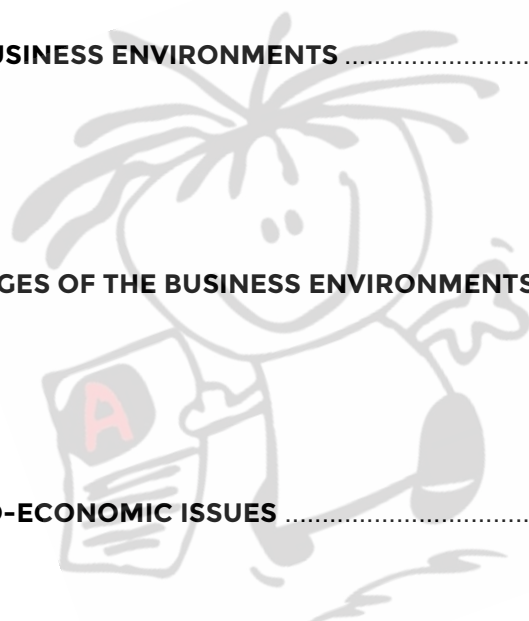 USINESS ENVIRONMENTS ..........................
GES OF THE BUSINESS ENVIRONMENTS
-ECONOMIC ISSUES ...................................
A